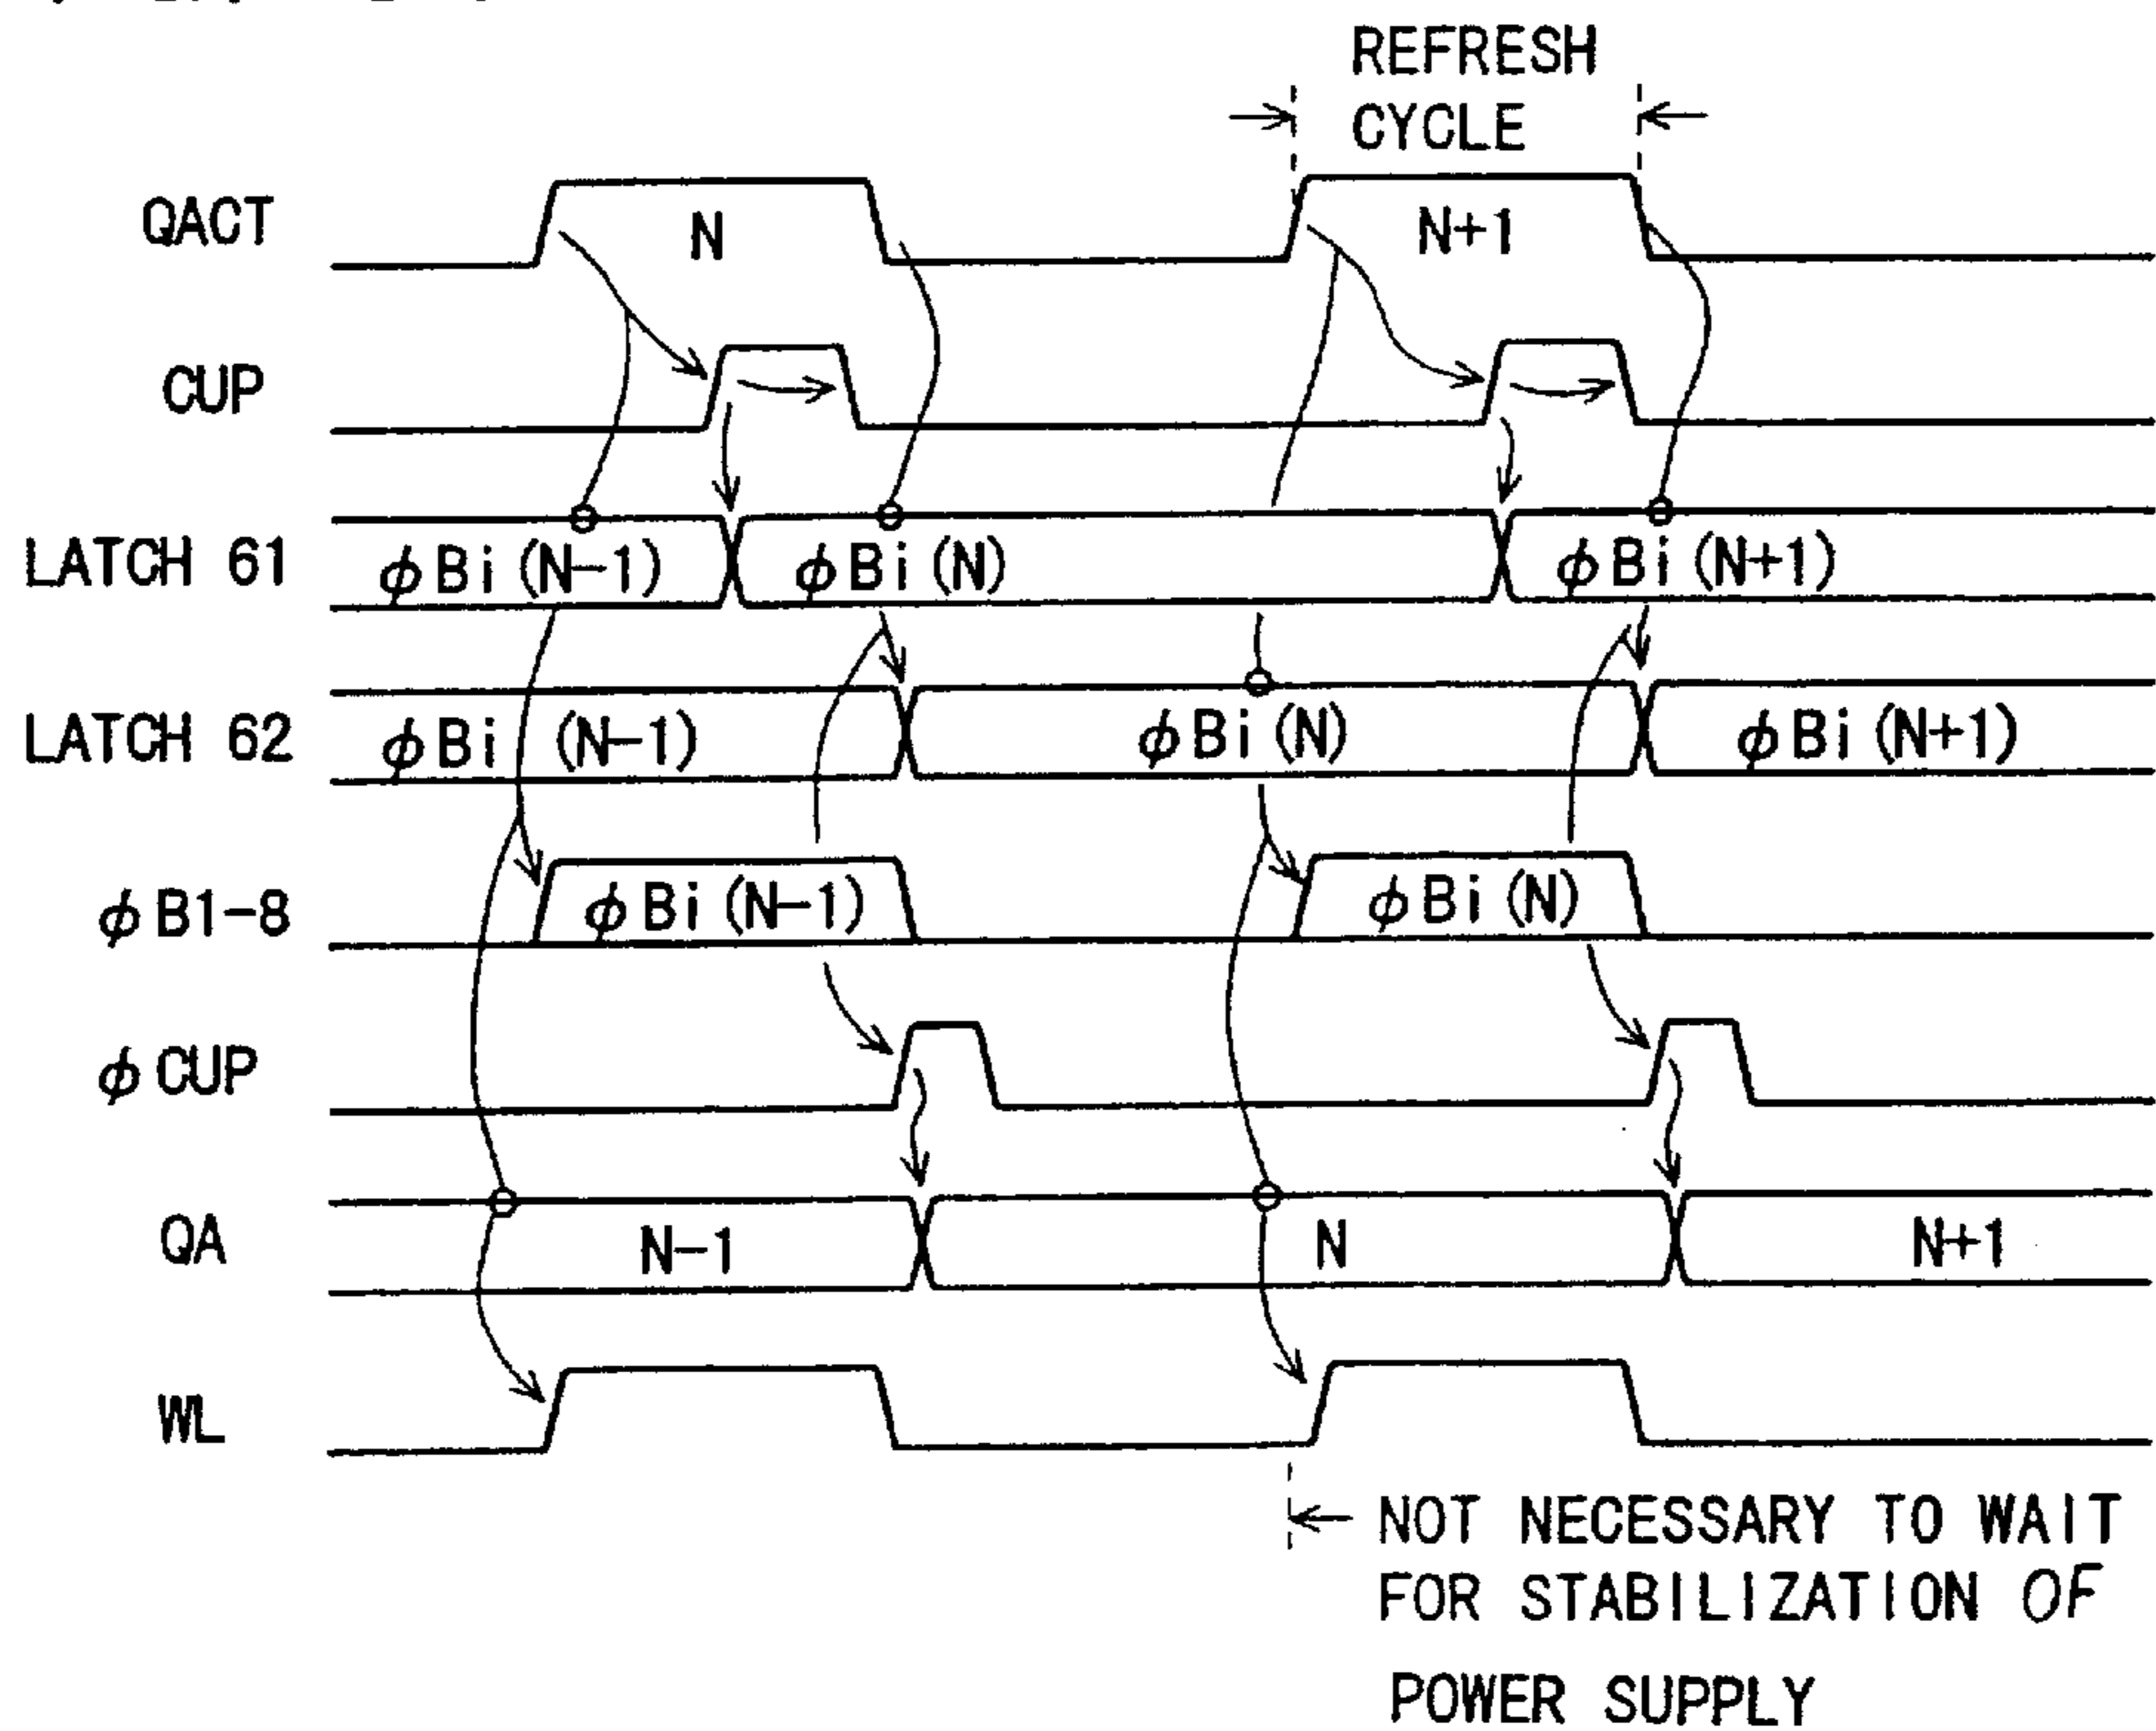 REFRESH
CYCLE
QACT
N
N+1
CUP
LATCH 61
φBi(N-1)
φBi(N)
φBi(N+1)
LATCH 62
φBi (N-1)
φBi(N)
φBi(N+1)
φB1-8
φBi(N-1)
φBi(N)
φCUP
QA
N-1
N
N+1
WL
NOT NECESSARY TO WAIT
FOR STABILIZATION OF
POWER SUPPLY